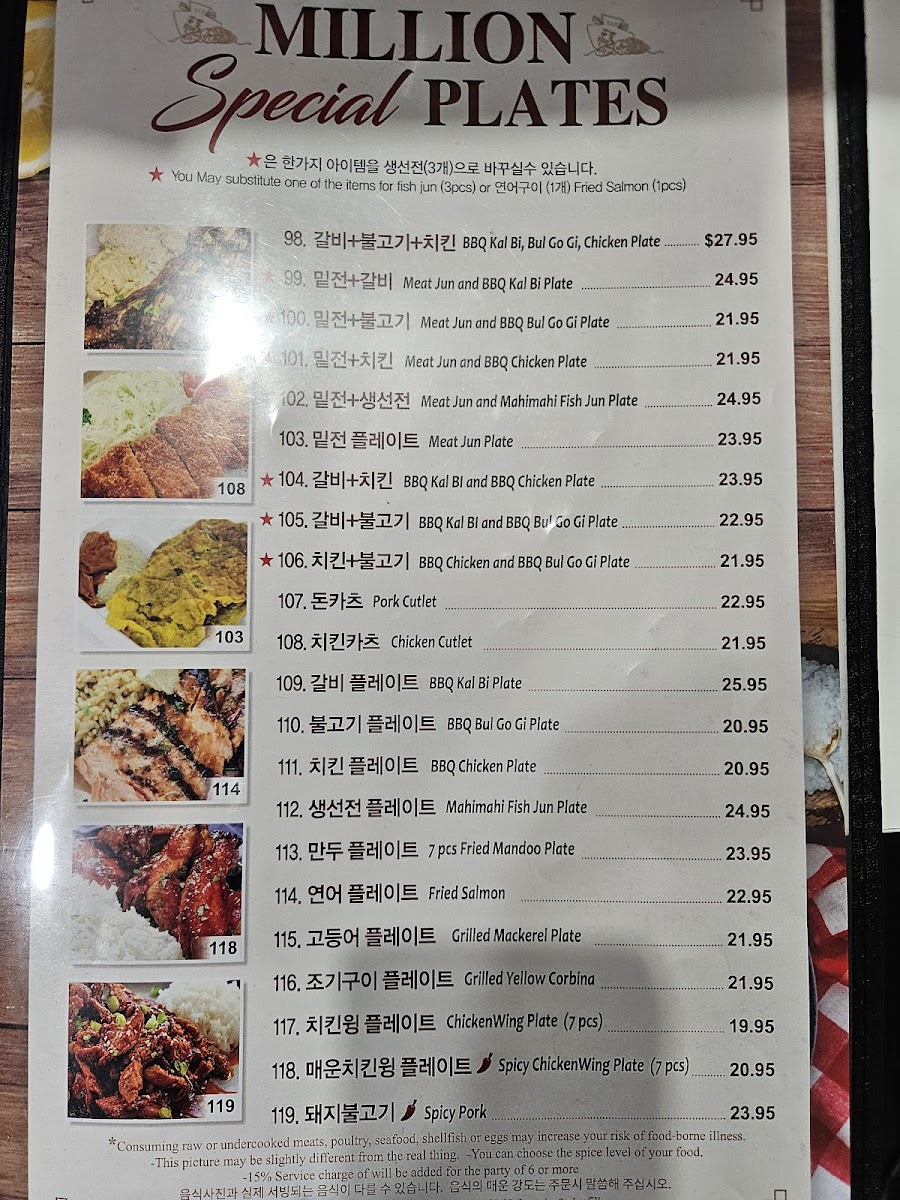 MILLION
Special PLATES
★은 한가지 아이템을 생선전(3개)으로 바꾸실수 있습니다.
★ You May substitute one of the items for fish jun (3pcs) or 연어구이 (1개) Fried Salmon (1pcs)
98. 갈비+불고기+치킨 BBQ Kal Bi, Bul Go Gi, Chicken Plate .......... $27.95
★ 99. 밑전+갈비 Meat Jun and BBQ Kal Bi Plate .......... 24.95
★ 100. 밑전+불고기 Meat Jun and BBQ Bul Go Gi Plate .......... 21.95
★ 101. 밑전+치킨 Meat Jun and BBQ Chicken Plate .......... 21.95
102. 밑전+생선전 Meat Jun and Mahimahi Fish Jun Plate .......... 24.95
103. 밑전 플레이트 Meat Jun Plate .......... 23.95
★ 104. 갈비+치킨 BBQ Kal BI and BBQ Chicken Plate .......... 23.95
★ 105. 갈비+불고기 BBQ Kal BI and BBQ Bul Go Gi Plate .......... 22.95
★ 106. 치킨+불고기 BBQ Chicken and BBQ Bul Go Gi Plate .......... 21.95
107. 돈카츠 Pork Cutlet .......... 22.95
108. 치킨카츠 Chicken Cutlet .......... 21.95
109. 갈비 플레이트 BBQ Kal Bi Plate .......... 25.95
110. 불고기 플레이트 BBQ Bul Go Gi Plate .......... 20.95
111. 치킨 플레이트 BBQ Chicken Plate .......... 20.95
112. 생선전 플레이트 Mahimahi Fish Jun Plate .......... 24.95
113. 만두 플레이트 7 pcs Fried Mandoo Plate .......... 23.95
114. 연어 플레이트 Fried Salmon .......... 22.95
115. 고등어 플레이트 Grilled Mackerel Plate .......... 21.95
116. 조기구이 플레이트 Grilled Yellow Corbina .......... 21.95
117. 치킨윙 플레이트 ChickenWing Plate (7 pcs) .......... 19.95
118. 매운치킨윙 플레이트 Spicy ChickenWing Plate (7 pcs) .......... 20.95
119. 돼지불고기 Spicy Pork .......... 23.95
108
103
114
118
119
*Consuming raw or undercooked meats, poultry, seafood, shellfish or eggs may increase your risk of food-borne illness.
-This picture may be slightly different from the real thing. -You can choose the spice level of your food.
-15% Service charge of will be added for the party of 6 or more
음식사진과 실제 서빙되는 음식이 다를 수 있습니다. 음식의 매운 강도는 주문시 말씀해 주십시오.